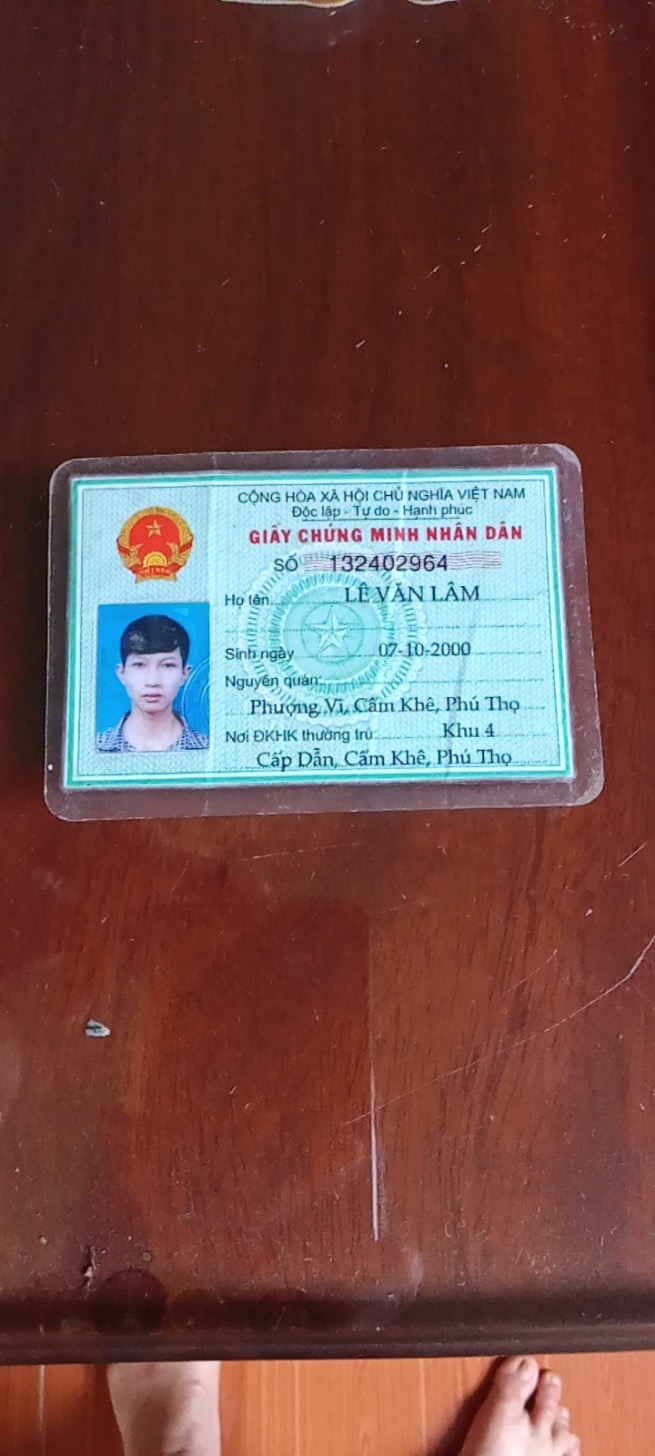 CỘNG HÒA XÃ HỘI CHỦ NGHĨA VIỆT NAM
Độc lập - Tự do - Hạnh phúc
GIẤY CHỨNG MINH NHÂN DÂN
SỐ 132402964
Họ tên LÊ VĂN LÂM
Sinh ngày 07-10-2000
Nguyên quán:
Phượng Vĩ, Cẩm Khê, Phú Thọ
Nơi ĐKHK thường trú: Khu 4
Cấp Dẫn, Cẩm Khê, Phú Thọ
VIỆT NAM